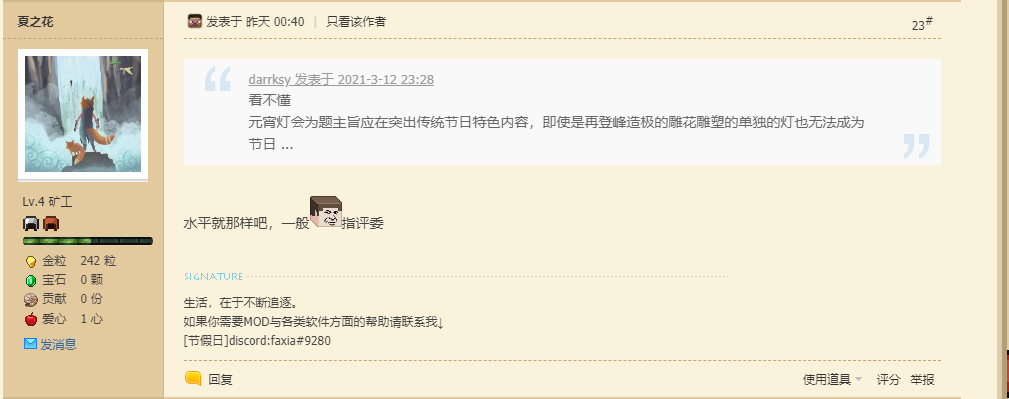 夏之花
发表于 昨天 00:40 | 只看该作者
23#
darrksy 发表于 2021-3-12 23:28
看不懂
元宵灯会为题主旨应在突出传统节日特色内容，即使是再登峰造极的雕花雕塑的单独的灯也无法成为
节日 ...
Lv.4 矿工
水平就那样吧，一般指评委
金粒 242 粒
宝石 0 颗
贡献 0 份
爱心 1 心
发消息
SIGNATURE
生活，在于不断追逐。
如果你需要MOD与各类软件方面的帮助请联系我↓
[节假日]discord:faxia#9280
回复
使用道具 评分 举报